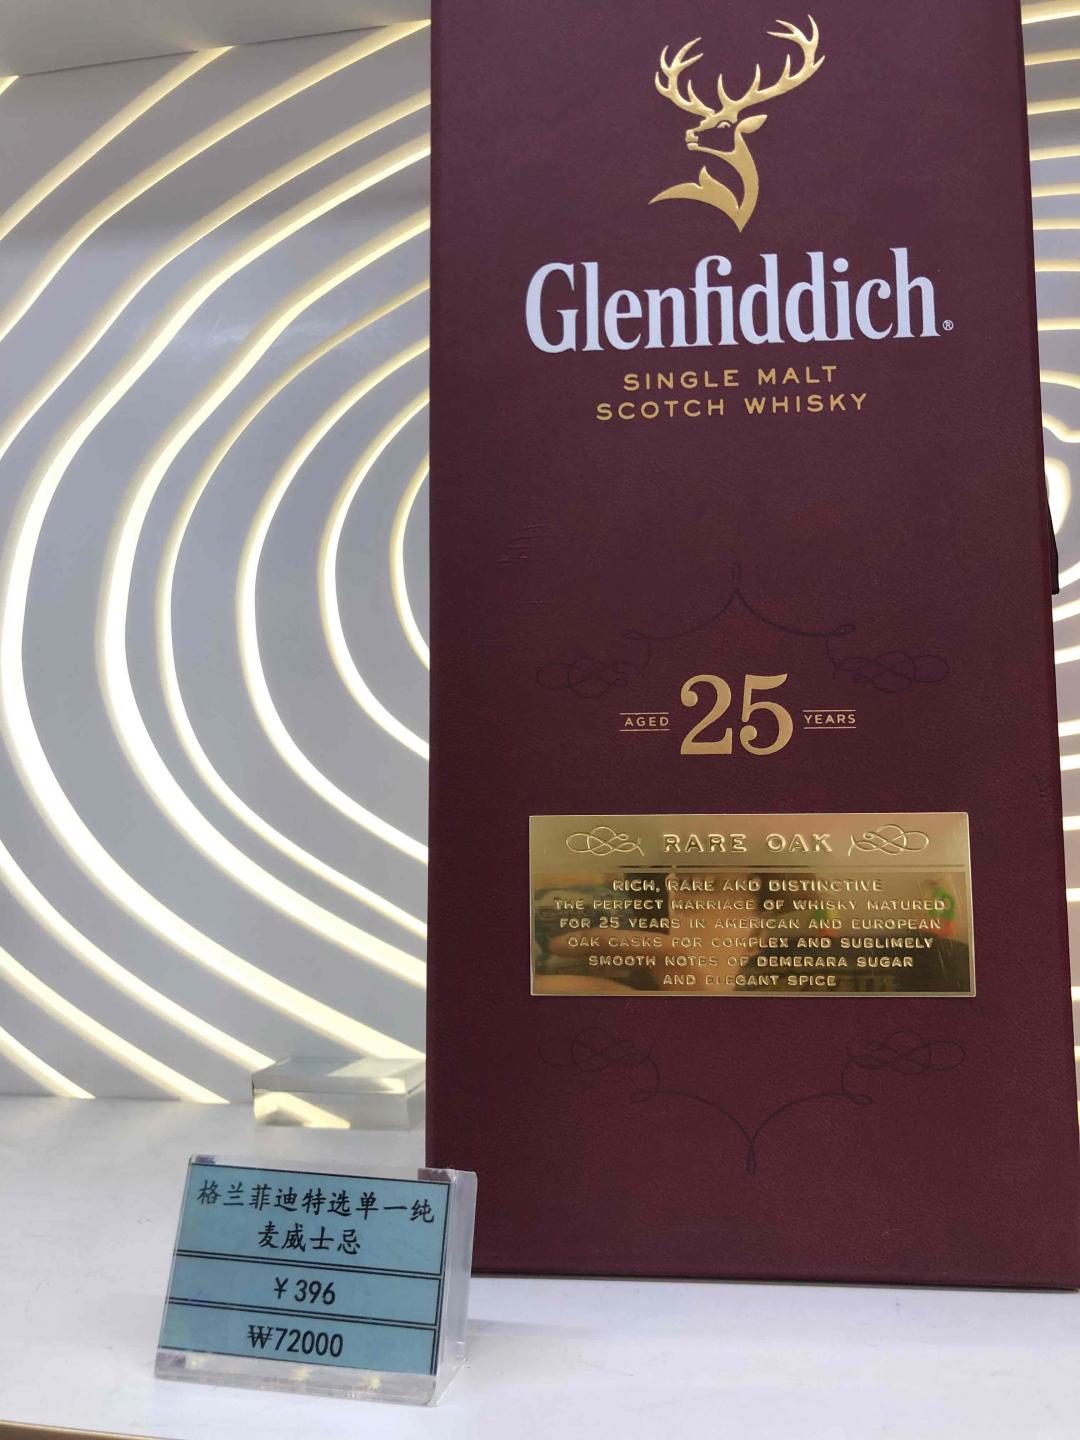 Glenfiddich®
SINGLE MALT
SCOTCH WHISKY
AGED 25 YEARS
RARE OAK
RICH, RARE AND DISTINCTIVE
THE PERFECT MARRIAGE OF WHISKY MATURED
FOR 25 YEARS IN AMERICAN AND EUROPEAN
OAK CASKS FOR COMPLEX AND SUBLIMELY
SMOOTH NOTES OF DEMERARA SUGAR
AND ELEGANT SPICE
格兰菲迪特选单一纯
麦威士忌
¥396
₩72000